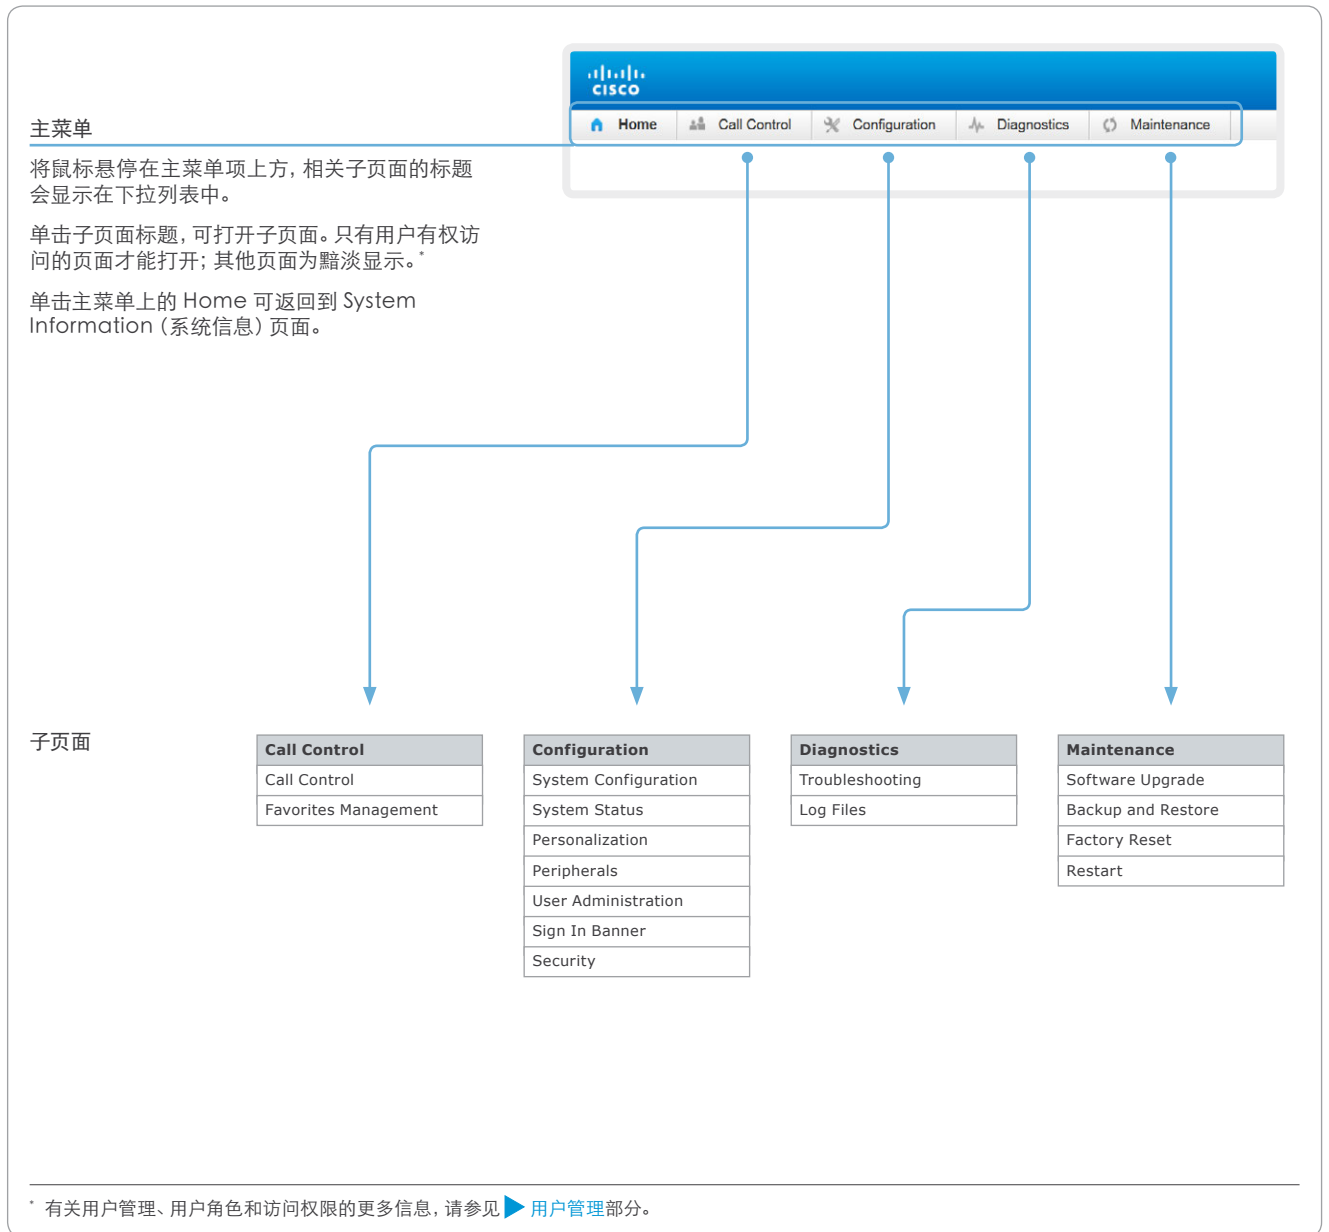 CISCO
Home Call Control Configuration Diagnostics Maintenance
主菜单
将鼠标悬停在主菜单项上方，相关子页面的标题
会显示在下拉列表中。
单击子页面标题，可打开子页面。只有用户有权访
问的页面才能打开；其他页面为黯淡显示。*
单击主菜单上的 Home 可返回到 System
Information（系统信息）页面。
子页面
Call Control
Call Control
Favorites Management
Configuration
System Configuration
System Status
Personalization
Peripherals
User Administration
Sign In Banner
Security
Diagnostics
Troubleshooting
Log Files
Maintenance
Software Upgrade
Backup and Restore
Factory Reset
Restart
* 有关用户管理、用户角色和访问权限的更多信息，请参见 用户管理部分。